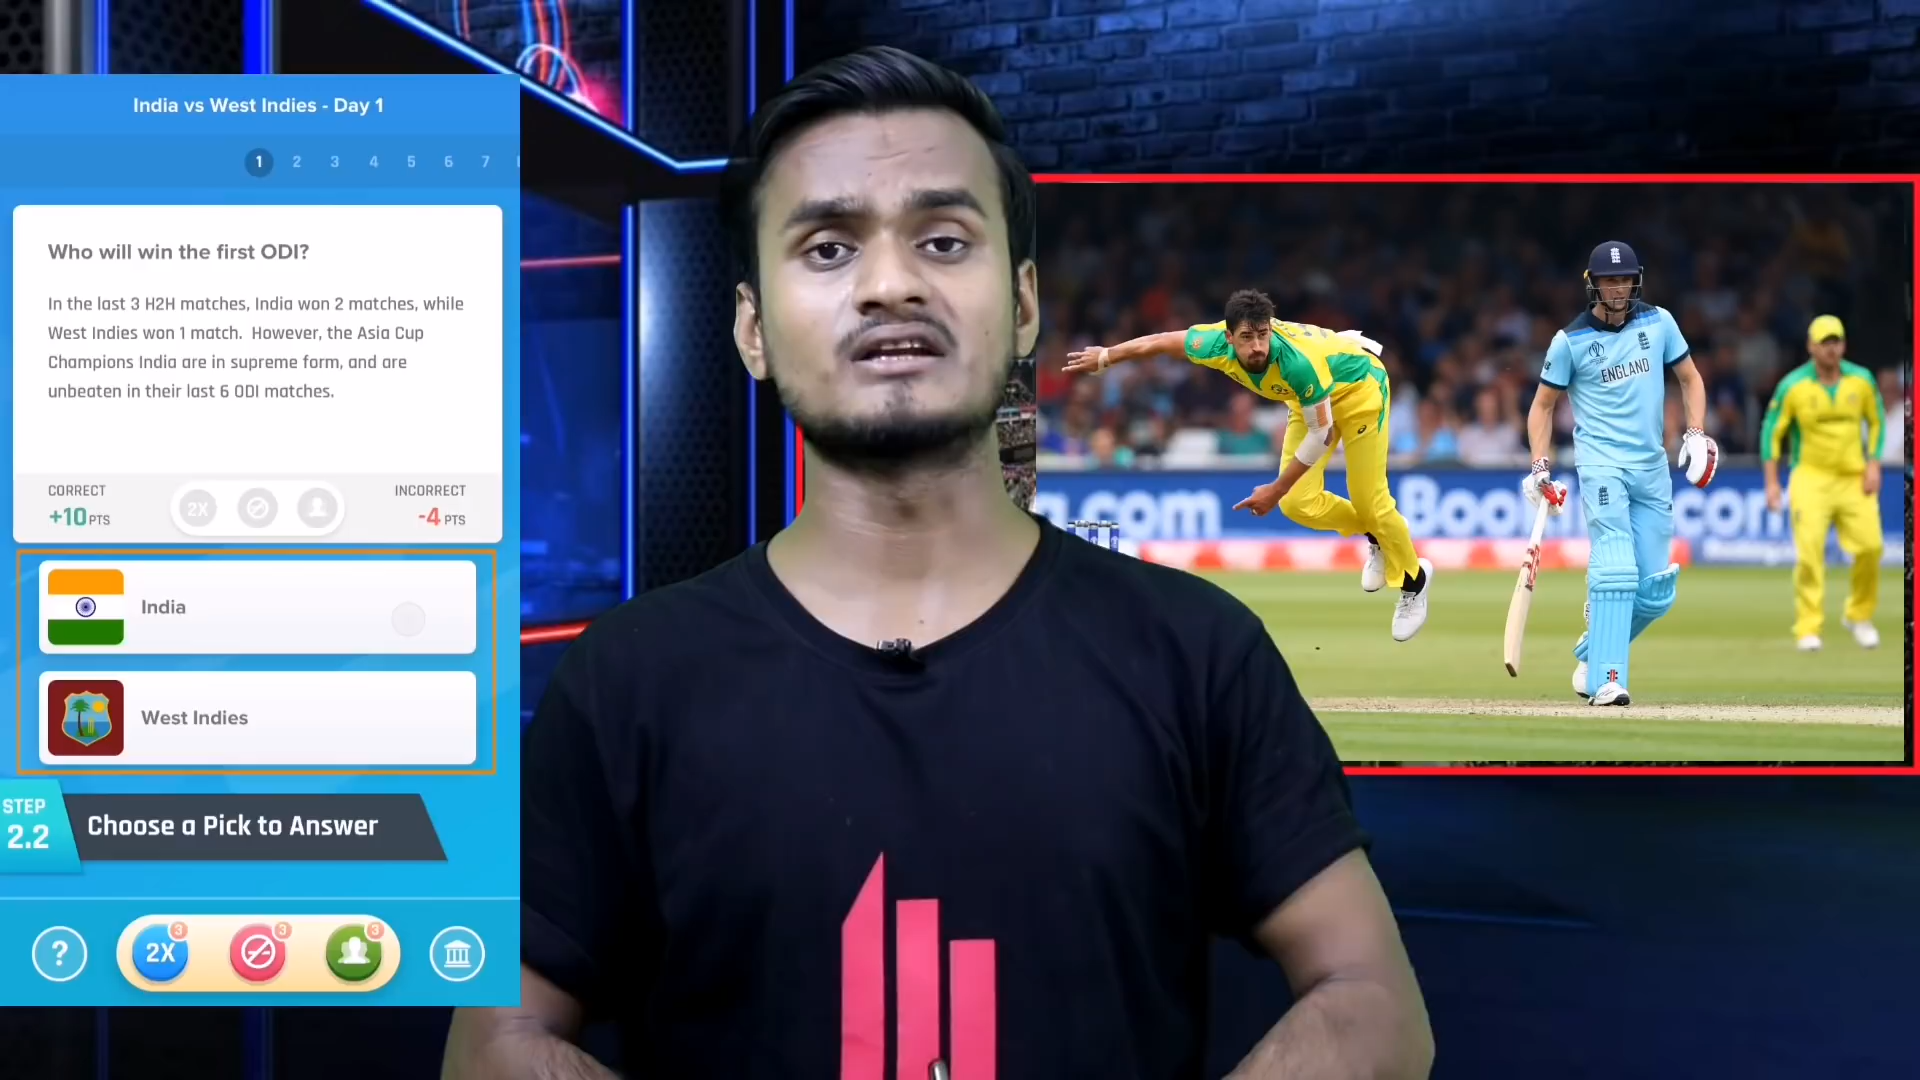 India vs West Indies - Day 1
1 2 3 4 5 6 7
Who will win the first ODI?
In the last 3 H2H matches, India won 2 matches, while
West Indies won 1 match. However, the Asia Cup
Champions India are in supreme form, and are
unbeaten in their last 6 ODI matches.
CORRECT
+10 PTS
2X
INCORRECT
-4 PTS
India
West Indies
STEP
2.2
Choose a Pick to Answer
?
2X
3
3
3
ENGLAND
.com
.com